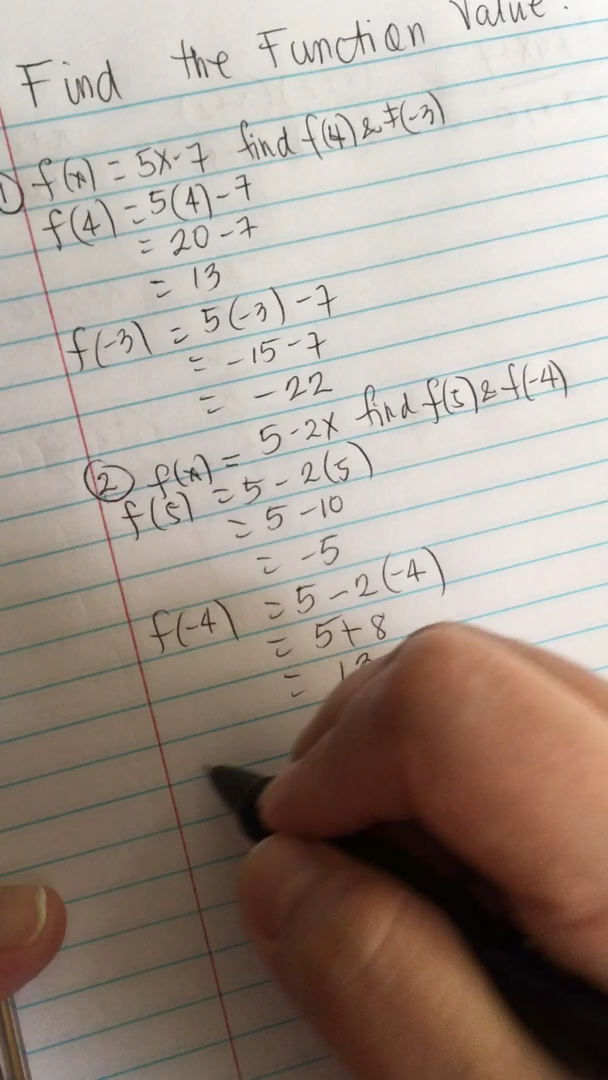 Find the Function Value.
① f(x) = 5x-7 find f(4) & f(-3)
f(4) = 5(4)-7
= 20-7
= 13
f(-3) = 5(-3)-7
= -15-7
= -22
② f(x) = 5-2x find f(5) & f(-4)
f(5) = 5-2(5)
= 5-10
= -5
f(-4) = 5-2(-4)
= 5+8
= 13